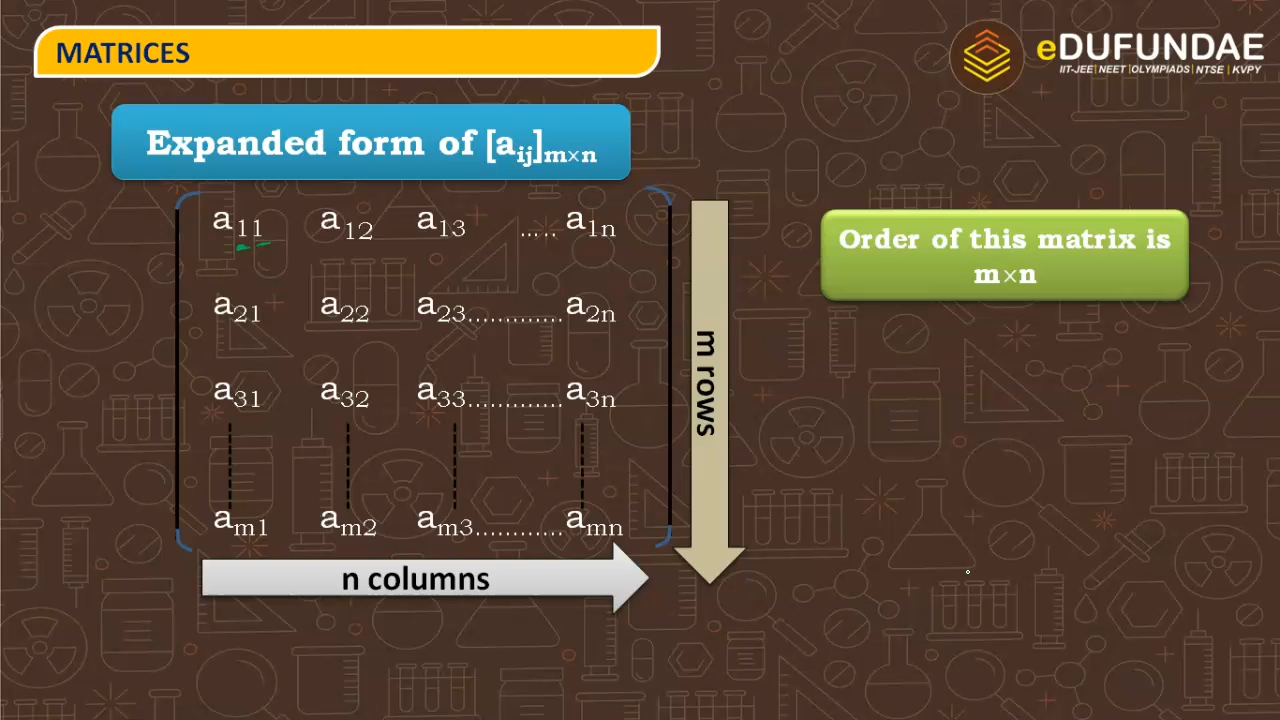 MATRICES
eDUFUNDAE
IIT-JEE| NEET |OLYMPIADS| NTSE | KVPY
Expanded form of [aij]m×n
a11 a12 a13 ..... a1n
a21 a22 a23............. a2n
a31 a32 a33............. a3n
am1 am2 am3............ amn
m rows
n columns
Order of this matrix is
m×n